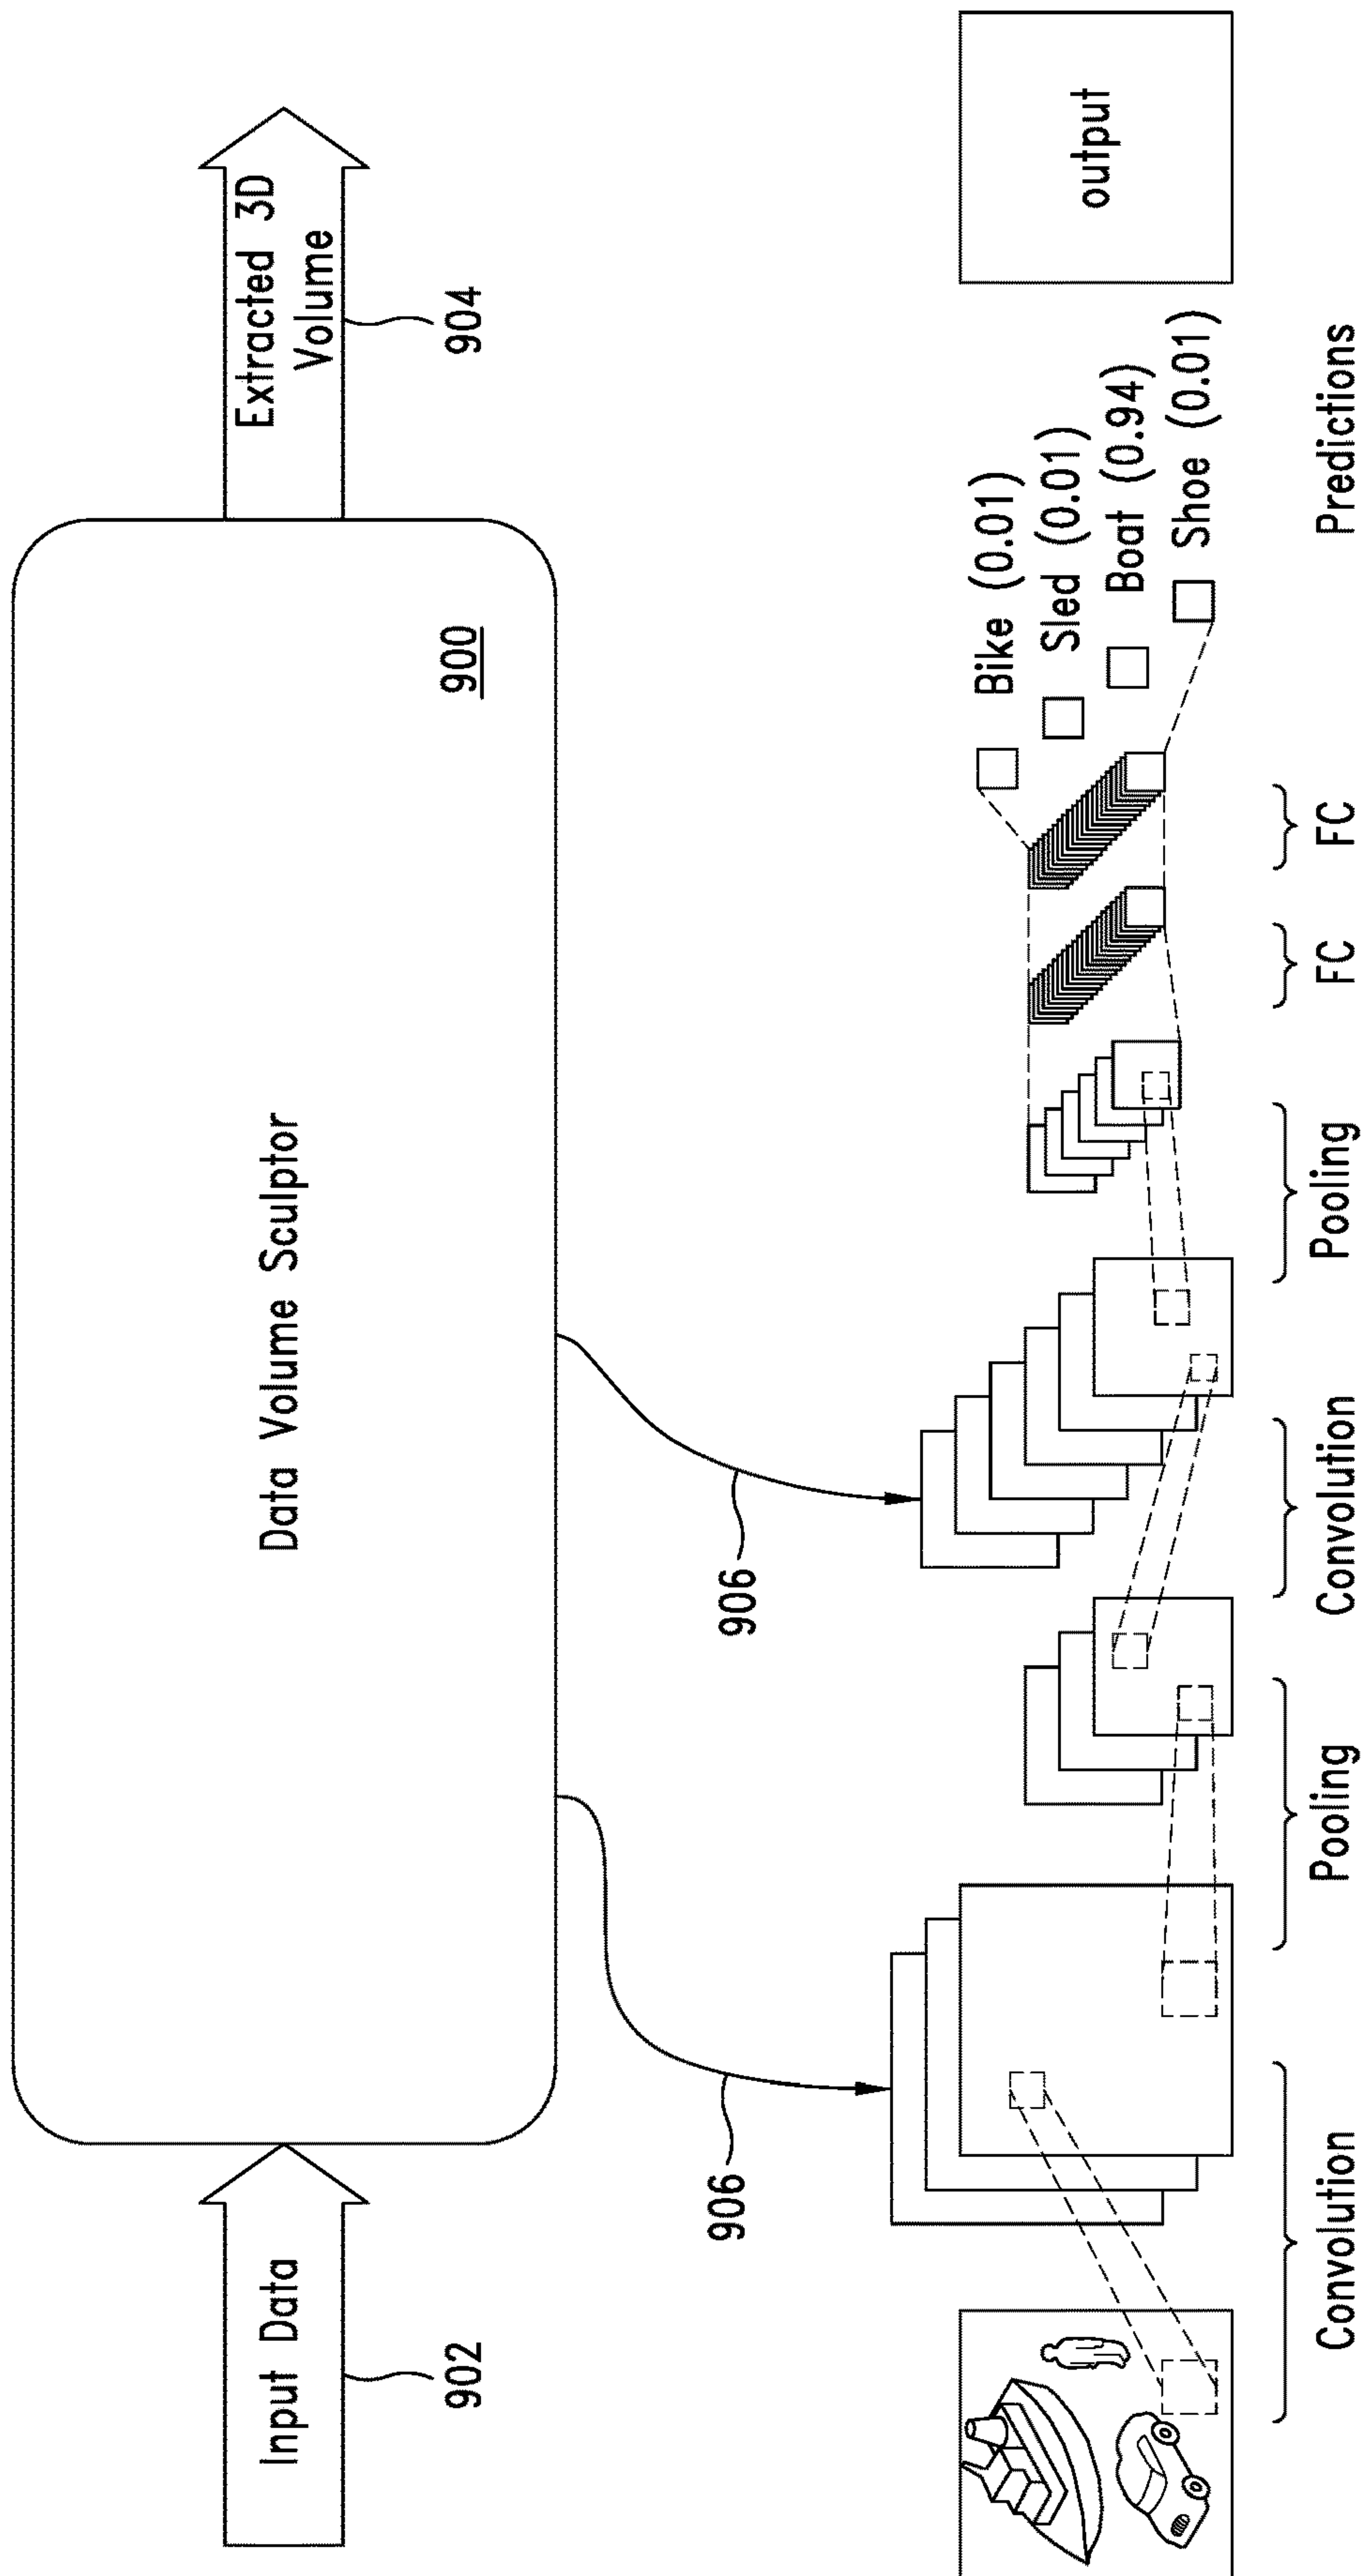 Input Data
902
Data Volume Sculptor
900
Extracted 3D
Volume
904
906
906
Bike (0.01)
Sled (0.01)
Boat (0.94)
Shoe (0.01)
output
Convolution
Pooling
Convolution
Pooling
FC
FC
Predictions